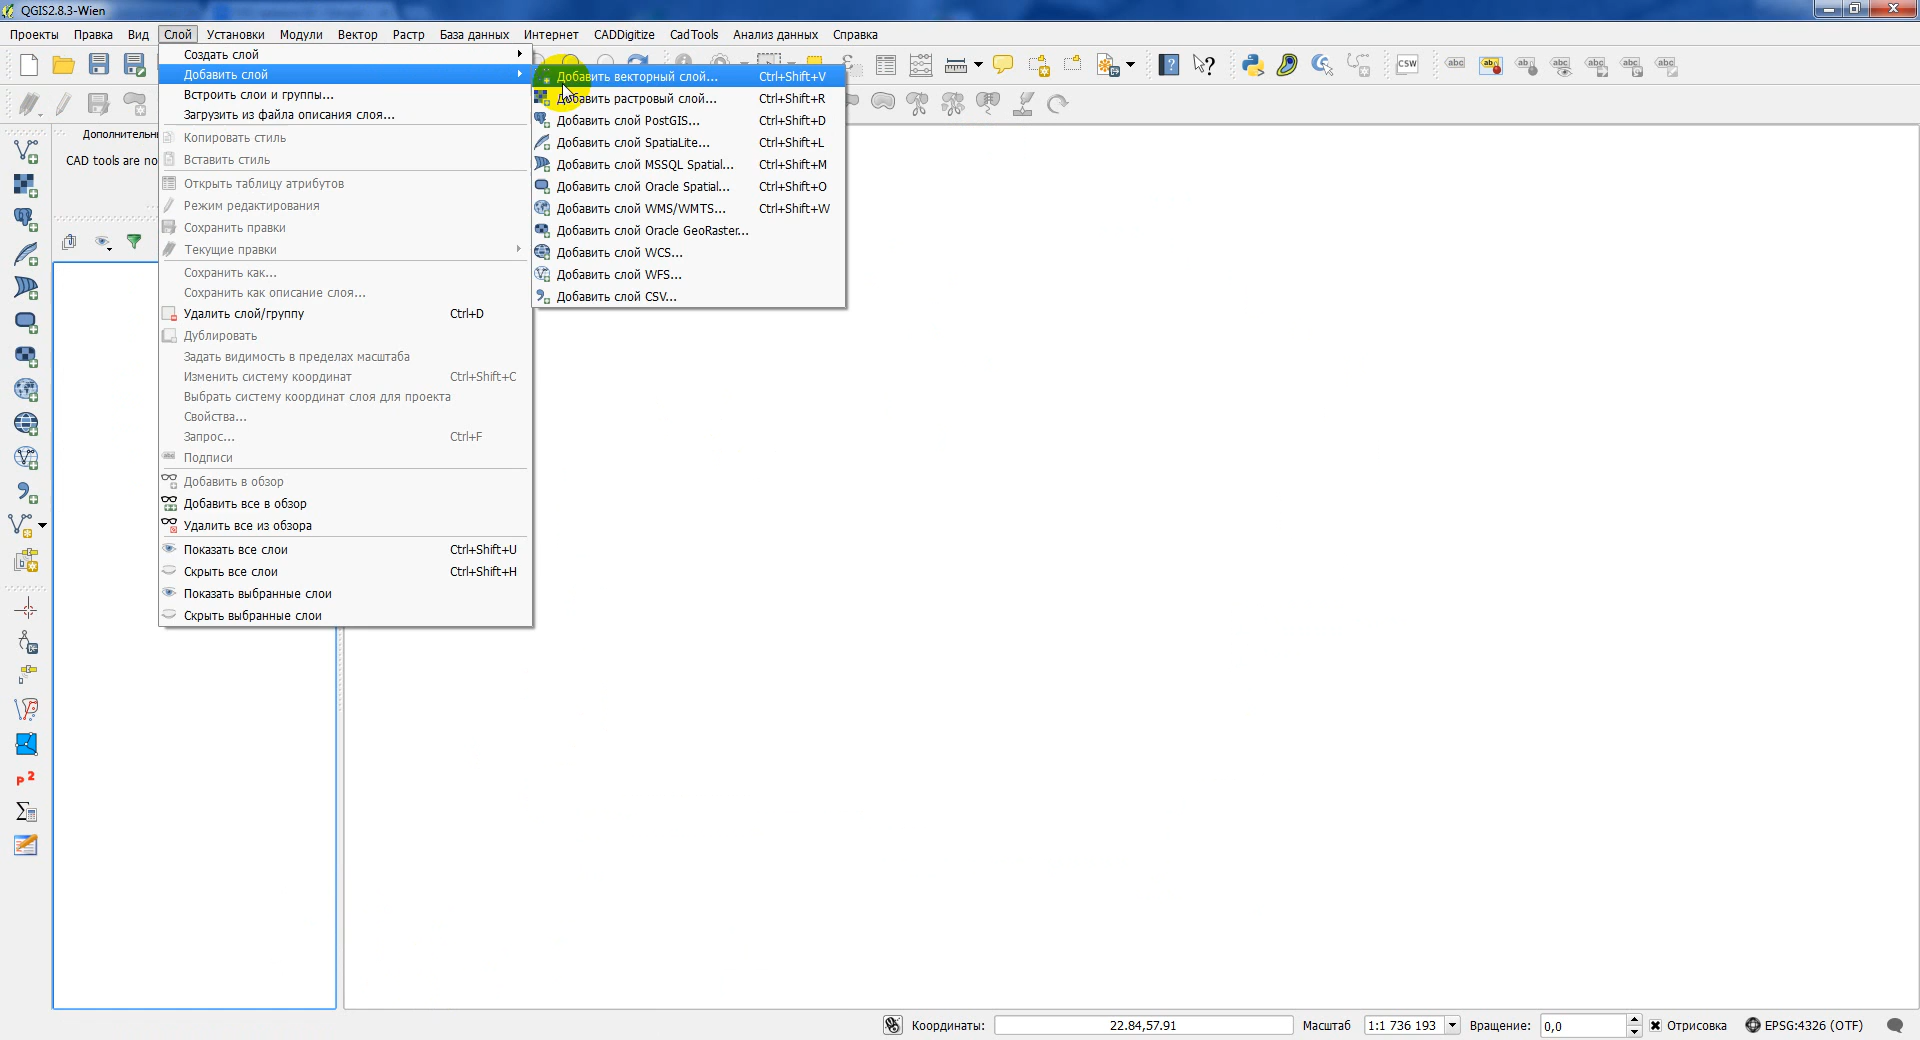 QGIS2.8.3-Wien
Проекты Правка Вид Слой Установки Модули Вектор Растр База данных Интернет CADDigitize CadTools Анализ данных Справка
Создать слой
Добавить слой
Встроить слои и группы...
Загрузить из файла описания слоя...
Копировать стиль
Вставить стиль
Открыть таблицу атрибутов
Режим редактирования
Сохранить правки
Текущие правки
Сохранить как...
Сохранить как описание слоя...
Удалить слой/группу Ctrl+D
Дублировать
Задать видимость в пределах масштаба
Изменить систему координат Ctrl+Shift+C
Выбрать систему координат слоя для проекта
Свойства...
Запрос... Ctrl+F
Подписи
Добавить в обзор
Добавить все в обзор
Удалить все из обзора
Показать все слои Ctrl+Shift+U
Скрыть все слои Ctrl+Shift+H
Показать выбранные слои
Скрыть выбранные слои
Добавить векторный слой... Ctrl+Shift+V
Добавить растровый слой... Ctrl+Shift+R
Добавить слой PostGIS... Ctrl+Shift+D
Добавить слой SpatiaLite... Ctrl+Shift+L
Добавить слой MSSQL Spatial... Ctrl+Shift+M
Добавить слой Oracle Spatial... Ctrl+Shift+O
Добавить слой WMS/WMTS... Ctrl+Shift+W
Добавить слой Oracle GeoRaster...
Добавить слой WCS...
Добавить слой WFS...
Добавить слой CSV...
CSW abc abc
Дополнительн
CAD tools are no
P 2
Координаты: 22.84,57.91 Масштаб 1:1 736 193 Вращение: 0,0 Отрисовка EPSG:4326 (OTF)